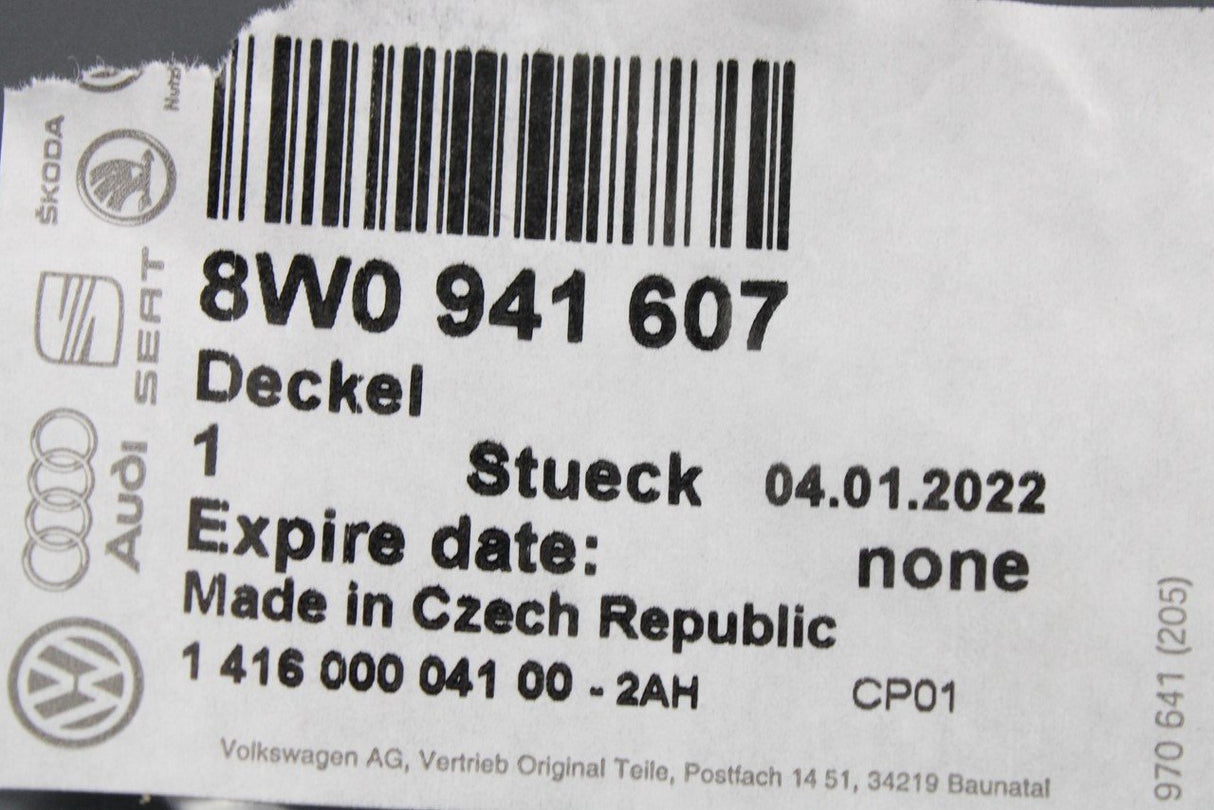 8W0 941 607
Deckel
1 Stueck 04.01.2022
Expire date: none
Made in Czech Republic
1 416 000 041 00 - 2AH CP01
Volkswagen AG, Vertrieb Original Teile, Postfach 14 51, 34219 Baunatal
ŠKODA
SEAT
Audi
970 641 (205)